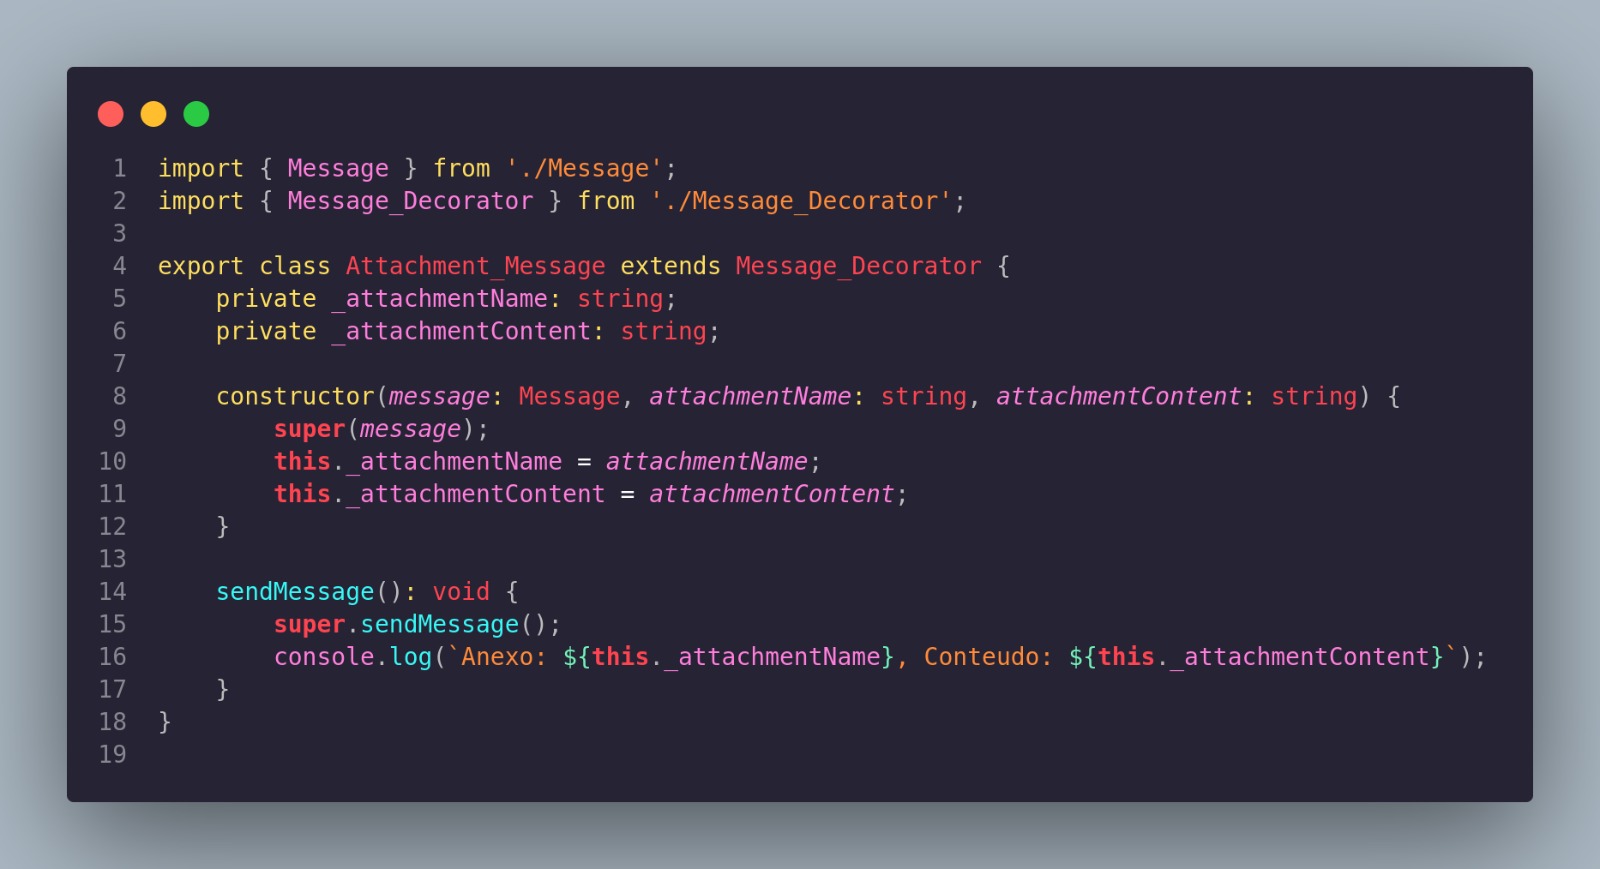 1 import { Message } from './Message';
2 import { Message_Decorator } from './Message_Decorator';
3
4 export class Attachment_Message extends Message_Decorator {
5     private _attachmentName: string;
6     private _attachmentContent: string;
7
8     constructor(message: Message, attachmentName: string, attachmentContent: string) {
9         super(message);
10         this._attachmentName = attachmentName;
11         this._attachmentContent = attachmentContent;
12     }
13
14     sendMessage(): void {
15         super.sendMessage();
16         console.log(`Anexo: ${this._attachmentName}, Conteudo: ${this._attachmentContent}`);
17     }
18 }
19